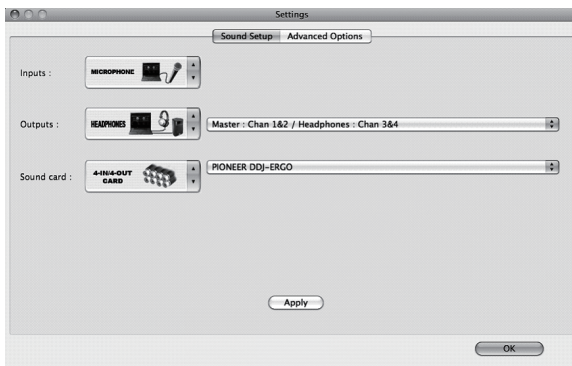 Settings
Sound Setup Advanced Options
Inputs :
MICROPHONE
Outputs :
HEADPHONES
Master : Chan 1&2 / Headphones : Chan 3&4
Sound card :
4-IN/4-OUT
CARD
PIONEER DDJ-ERGO
Apply
OK